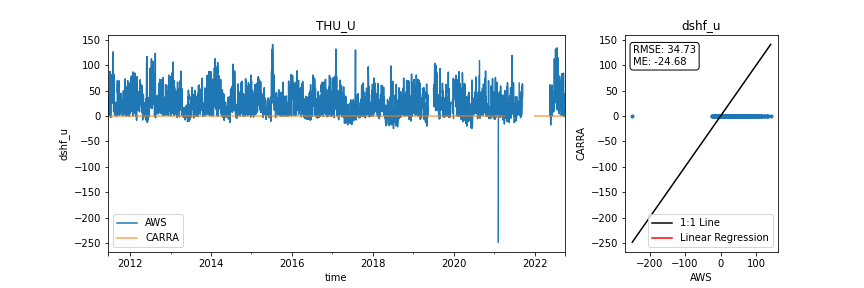 THU_U
dshf_u
150
100
50
0
−50
−100
−150
−200
−250
dshf_u
AWS
CARRA
2012
2014
2016
2018
2020
2022
time
150
100
50
0
−50
−100
−150
−200
−250
CARRA
RMSE: 34.73
ME: -24.68
1:1 Line
Linear Regression
−200
−100
0
100
AWS